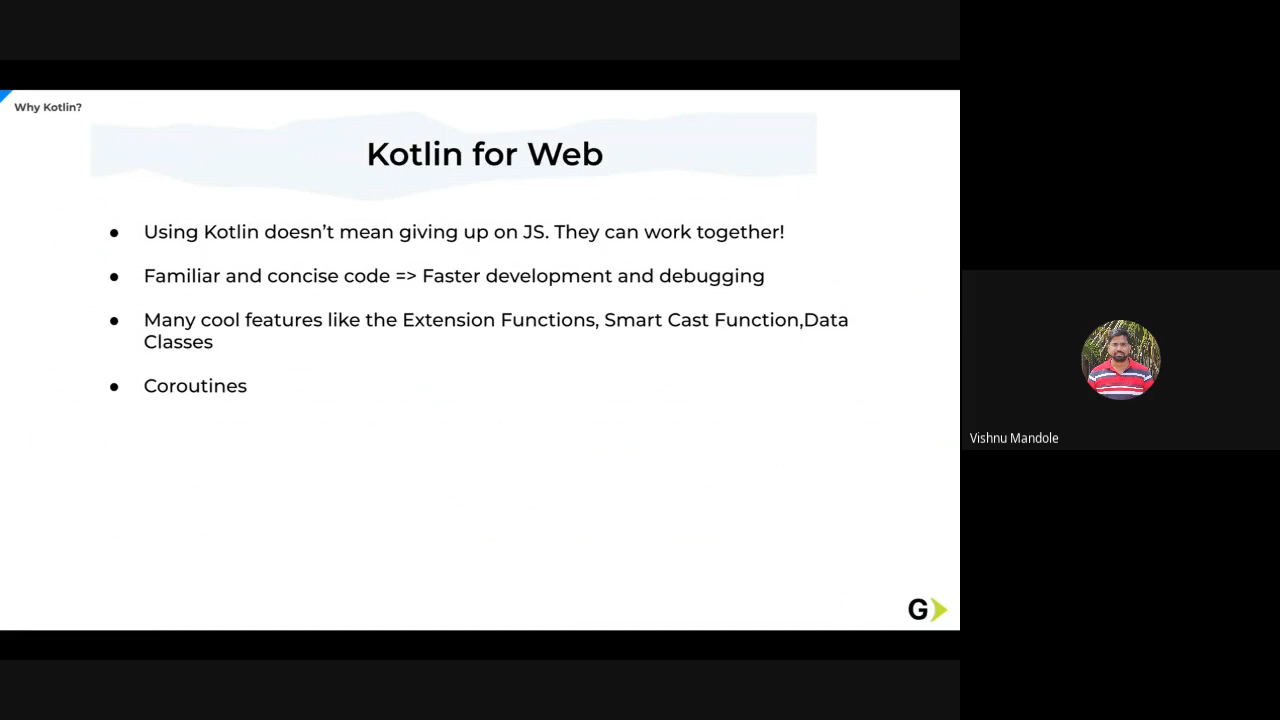 Why Kotlin?
Kotlin for Web
● Using Kotlin doesn’t mean giving up on JS. They can work together!
● Familiar and concise code => Faster development and debugging
● Many cool features like the Extension Functions, Smart Cast Function,Data
Classes
● Coroutines
G
Vishnu Mandole